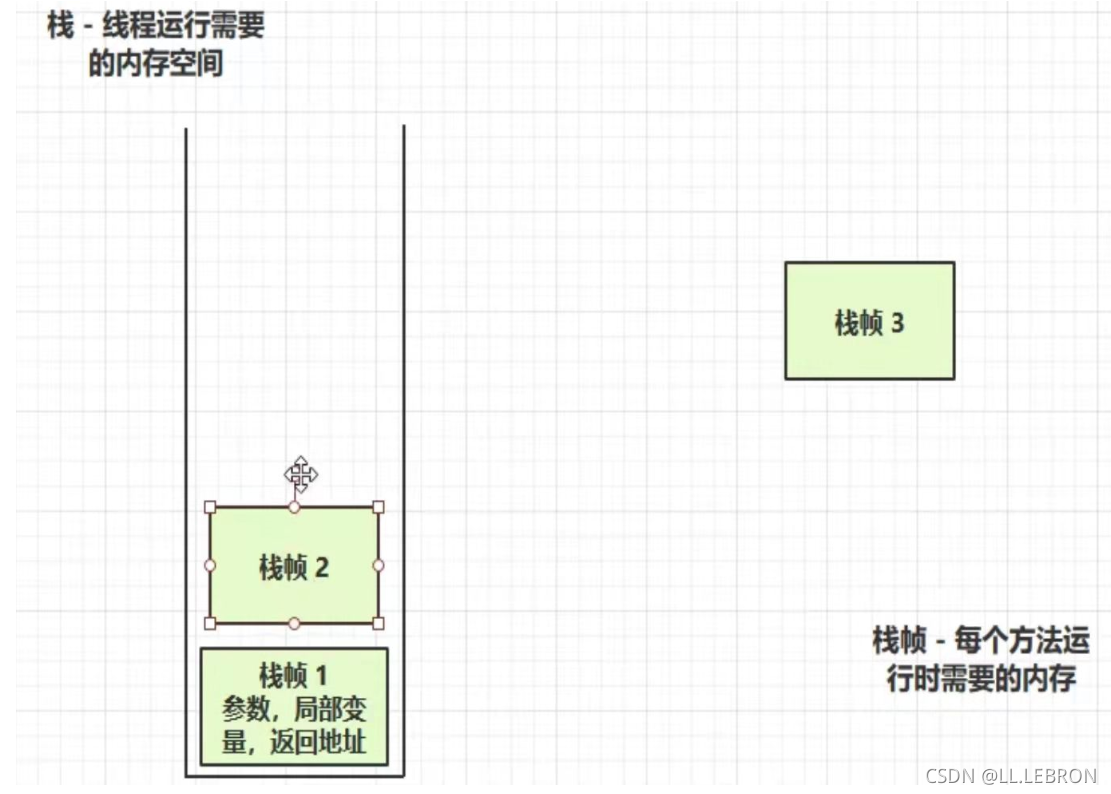 栈 - 线程运行需要
的内存空间
栈帧 3
栈帧 2
栈帧 - 每个方法运
行时需要的内存
栈帧 1
参数，局部变
量，返回地址
CSDN @LL.LEBRON